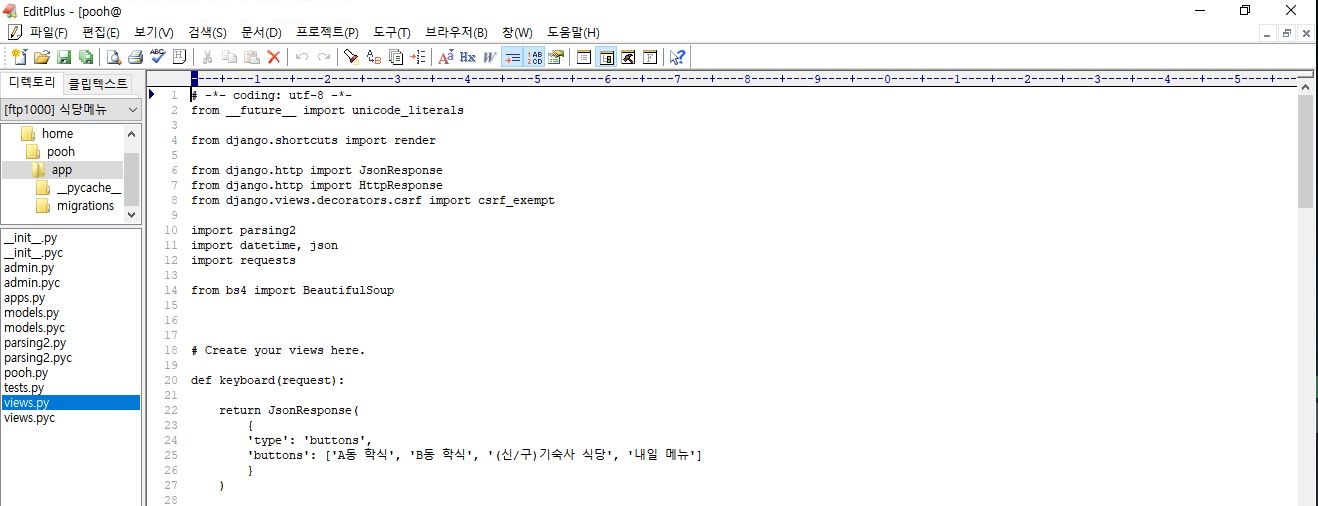 EditPlus - [pooh@
파일(F) 편집(E) 보기(V) 검색(S) 문서(D) 프로젝트(P) 도구(T) 브라우저(B) 창(W) 도움말(H)
디렉토리 클립텍스트
[ftp1000] 식당메뉴
home
pooh
app
__pycache__
migrations
__init__.py
__init__.pyc
admin.py
admin.pyc
apps.py
models.py
models.pyc
parsing2.py
parsing2.pyc
pooh.py
tests.py
views.py
views.pyc
----+----1----+----2----+----3----+----4----+----5----+----6----+----7----+----8----+----9----+----0----+----1----+----2----+----3----+----4----+----5----+--
1 # -*- coding: utf-8 -*-
2 from __future__ import unicode_literals
3
4 from django.shortcuts import render
5
6 from django.http import JsonResponse
7 from django.http import HttpResponse
8 from django.views.decorators.csrf import csrf_exempt
9
10 import parsing2
11 import datetime, json
12 import requests
13
14 from bs4 import BeautifulSoup
15
16
17
18 # Create your views here.
19
20 def keyboard(request):
21
22     return JsonResponse(
23         {
24         'type': 'buttons',
25         'buttons': ['A동 학식', 'B동 학식', '(신/구)기숙사 식당', '내일 메뉴']
26         }
27     )
28